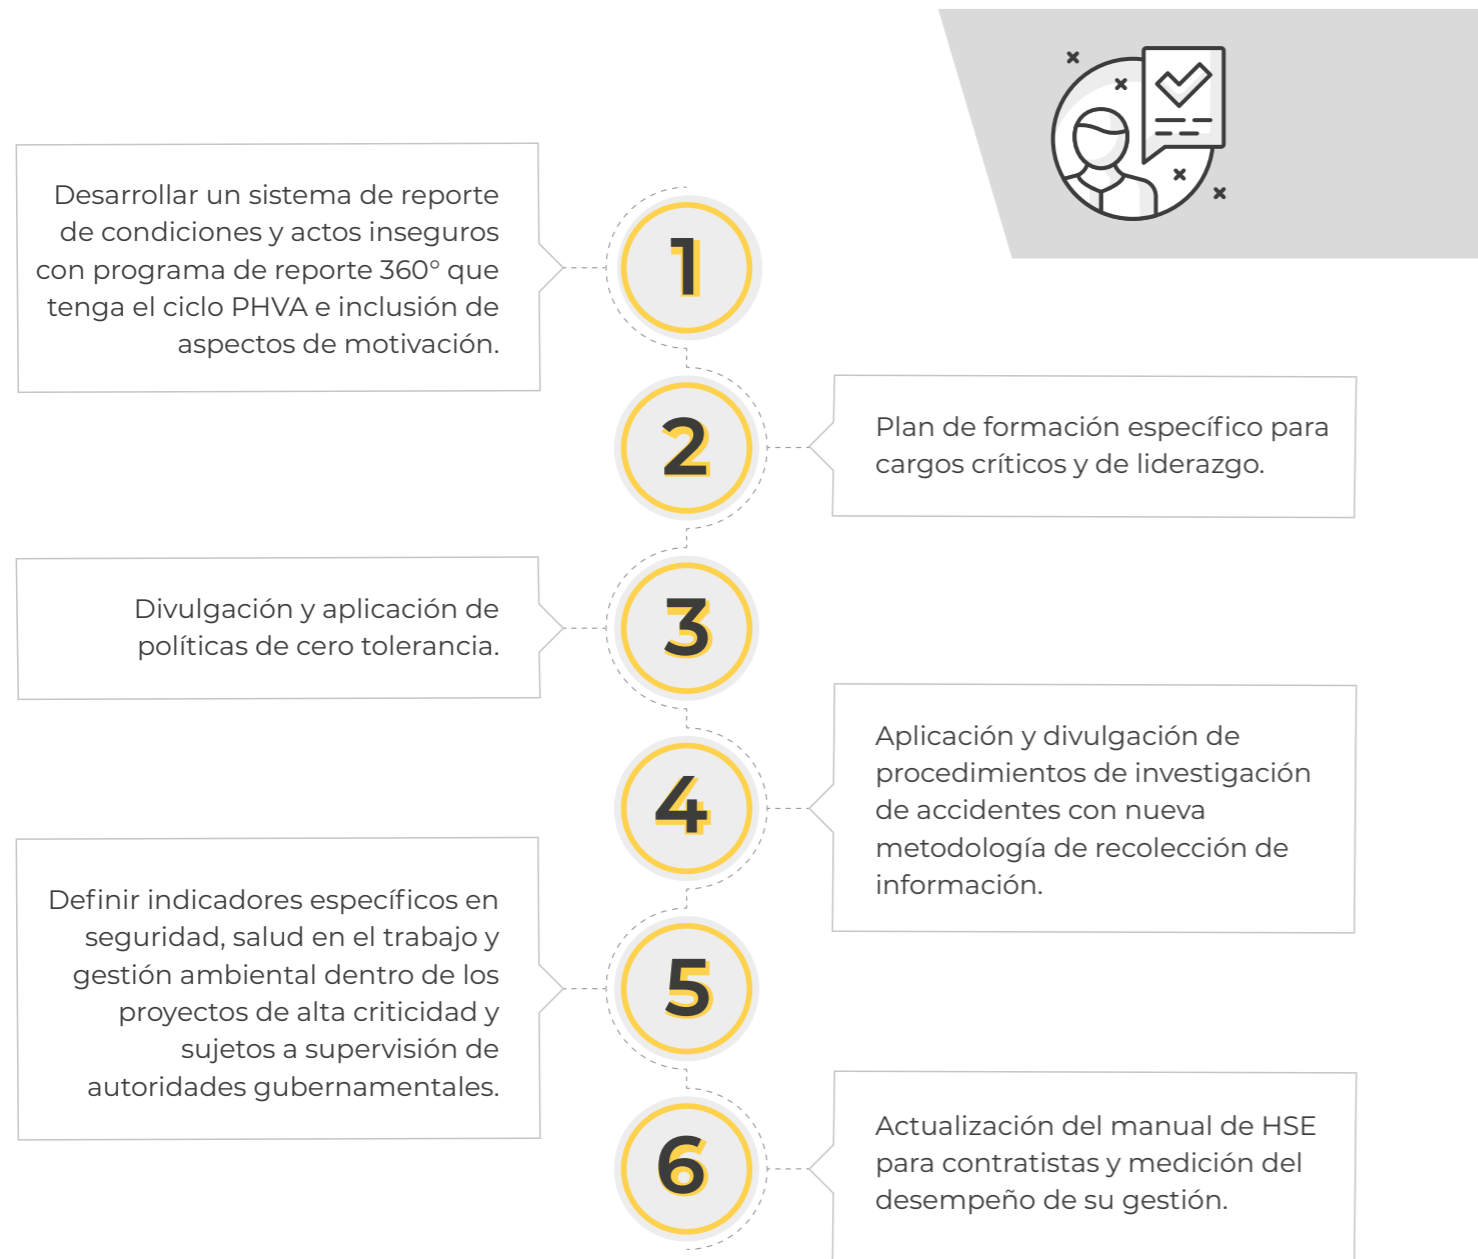 Desarrollar un sistema de reporte
de condiciones y actos inseguros
con programa de reporte 360° que
tenga el ciclo PHVA e inclusión de
aspectos de motivación.
1
2
Plan de formación específico para
cargos críticos y de liderazgo.
Divulgación y aplicación de
políticas de cero tolerancia.
3
4
Aplicación y divulgación de
procedimientos de investigación
de accidentes con nueva
metodología de recolección de
información.
Definir indicadores específicos en
seguridad, salud en el trabajo y
gestión ambiental dentro de los
proyectos de alta criticidad y
sujetos a supervisión de
autoridades gubernamentales.
5
6
Actualización del manual de HSE
para contratistas y medición del
desempeño de su gestión.